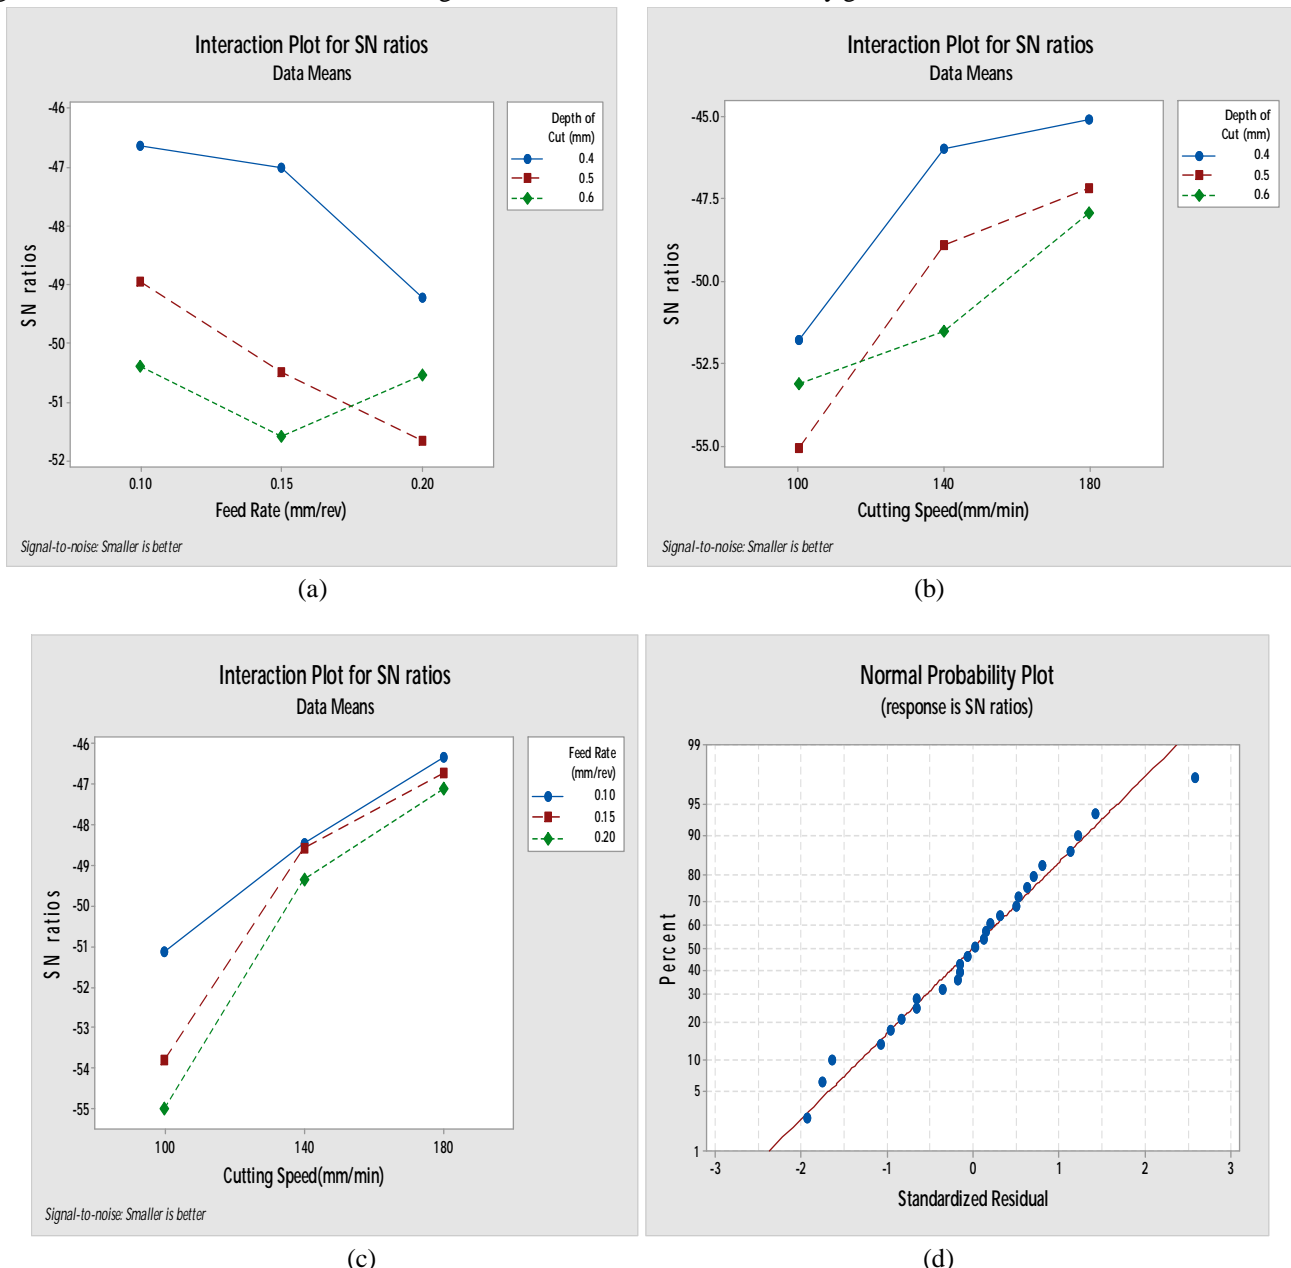 Interaction Plot for SN ratios
Data Means
-46
-47
-48
-49
-50
-51
-52
SN ratios
0.10 0.15 0.20
Feed Rate (mm/rev)
Depth of
Cut (mm)
0.4
0.5
0.6
Signal-to-noise: Smaller is better
(a)
Interaction Plot for SN ratios
Data Means
-45.0
-47.5
-50.0
-52.5
-55.0
SN ratios
100 140 180
Cutting Speed(mm/min)
Depth of
Cut (mm)
0.4
0.5
0.6
Signal-to-noise: Smaller is better
(b)
Interaction Plot for SN ratios
Data Means
-46
-47
-48
-49
-50
-51
-52
-53
-54
-55
SN ratios
100 140 180
Cutting Speed(mm/min)
Feed Rate
(mm/rev)
0.10
0.15
0.20
Signal-to-noise: Smaller is better
(c)
Normal Probability Plot
(response is SN ratios)
99
95
90
80
70
60
50
40
30
20
10
5
1
Percent
-3 -2 -1 0 1 2 3
Standardized Residual
(d)